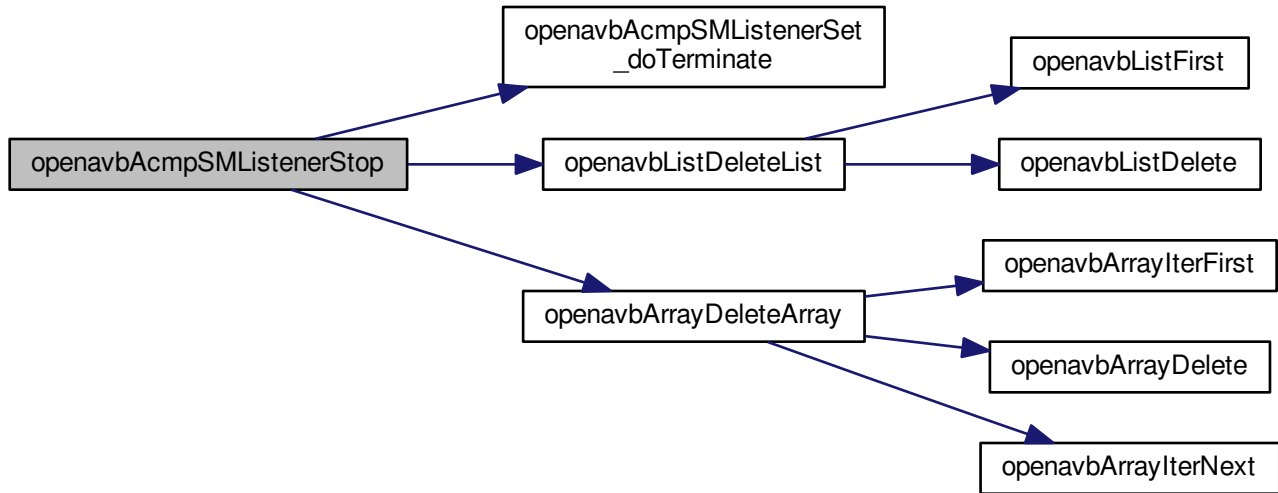 openavbAcmpSMListenerStop
openavbAcmpSMListenerSet
_doTerminate
openavbListDeleteList
openavbArrayDeleteArray
openavbListFirst
openavbListDelete
openavbArrayIterFirst
openavbArrayDelete
openavbArrayIterNext